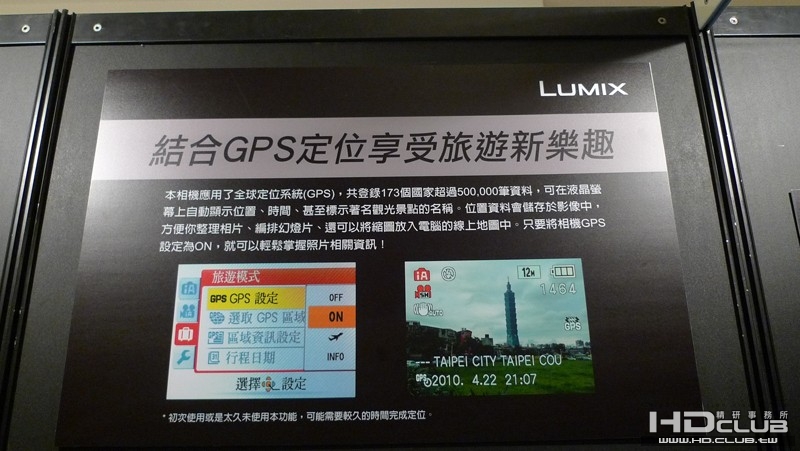 LUMIX
結合GPS定位享受旅遊新樂趣
本相機應用了全球定位系統(GPS)，共登錄173個國家超過500,000筆資料，可在液晶螢
幕上自動顯示位置、時間、甚至標示著名觀光景點的名稱。位置資料會儲存於影像中，
方便你整理相片、編排幻燈片、還可以將縮圖放入電腦的線上地圖中。只要將相機GPS
設定為ON，就可以輕鬆掌握照片相關資訊！
旅遊模式
GPS GPS 設定 OFF
選取 GPS 區域 ON
區域資訊設定
行程日期 INFO
選擇 設定
iA 12M
1464
AUTO
GPS
--- TAIPEI CITY TAIPEI COU
GPS 2010. 4.22 21:07
*初次使用或是太久未使用本功能，可能需要較久的時間完成定位。
HDCLUB 精研事務所
WWW.HD.CLUB.TW